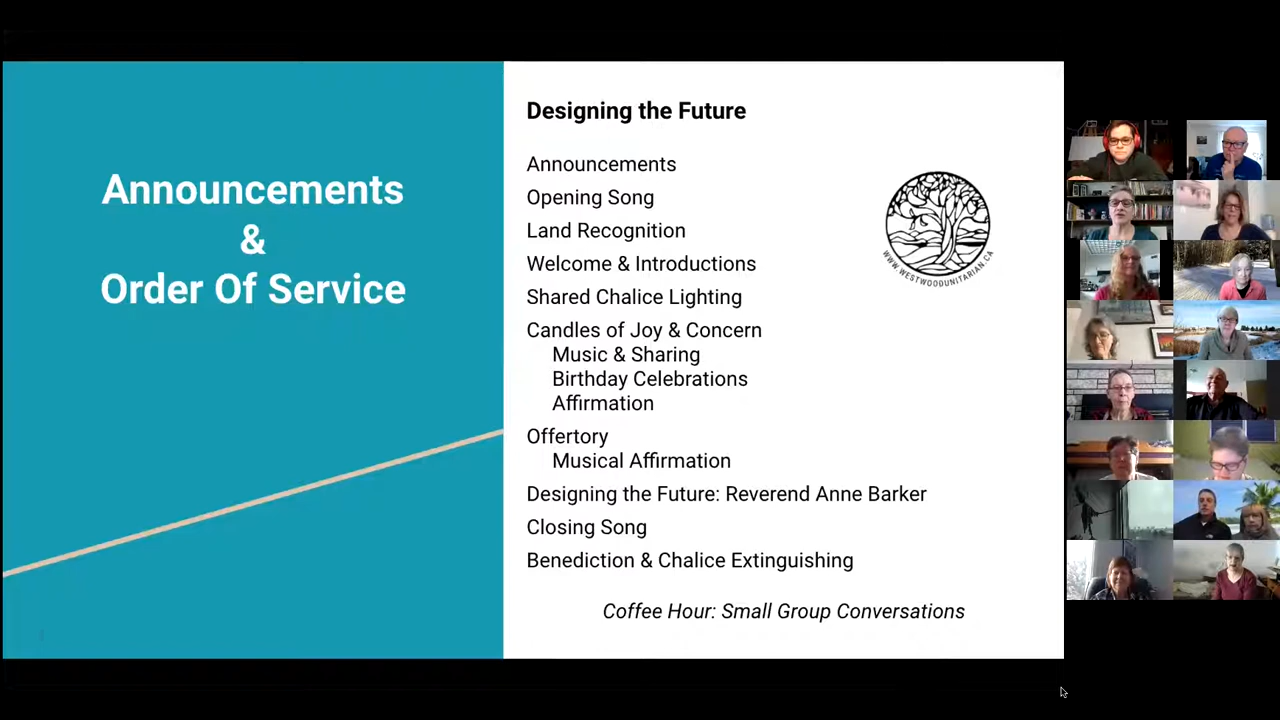 Announcements
&
Order Of Service
Designing the Future
Announcements
Opening Song
Land Recognition
Welcome & Introductions
Shared Chalice Lighting
Candles of Joy & Concern
Music & Sharing
Birthday Celebrations
Affirmation
Offertory
Musical Affirmation
Designing the Future: Reverend Anne Barker
Closing Song
Benediction & Chalice Extinguishing
Coffee Hour: Small Group Conversations
WWW.WESTWOODUNITARIAN.CA